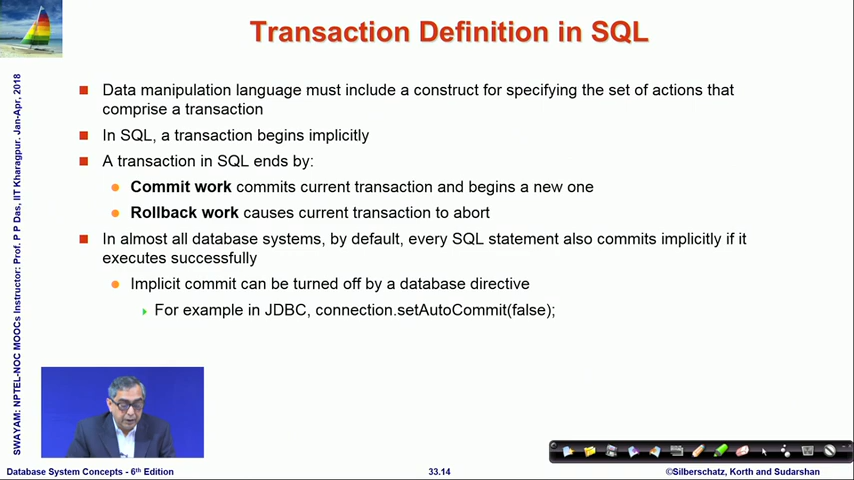 Transaction Definition in SQL
Data manipulation language must include a construct for specifying the set of actions that
comprise a transaction
In SQL, a transaction begins implicitly
A transaction in SQL ends by:
Commit work commits current transaction and begins a new one
Rollback work causes current transaction to abort
In almost all database systems, by default, every SQL statement also commits implicitly if it
executes successfully
Implicit commit can be turned off by a database directive
For example in JDBC, connection.setAutoCommit(false);
SWAYAM: NPTEL-NOC MOOCs Instructor: Prof. P P Das, IIT Kharagpur. Jan-Apr, 2018
Database System Concepts - 6th Edition
33.14
©Silberschatz, Korth and Sudarshan